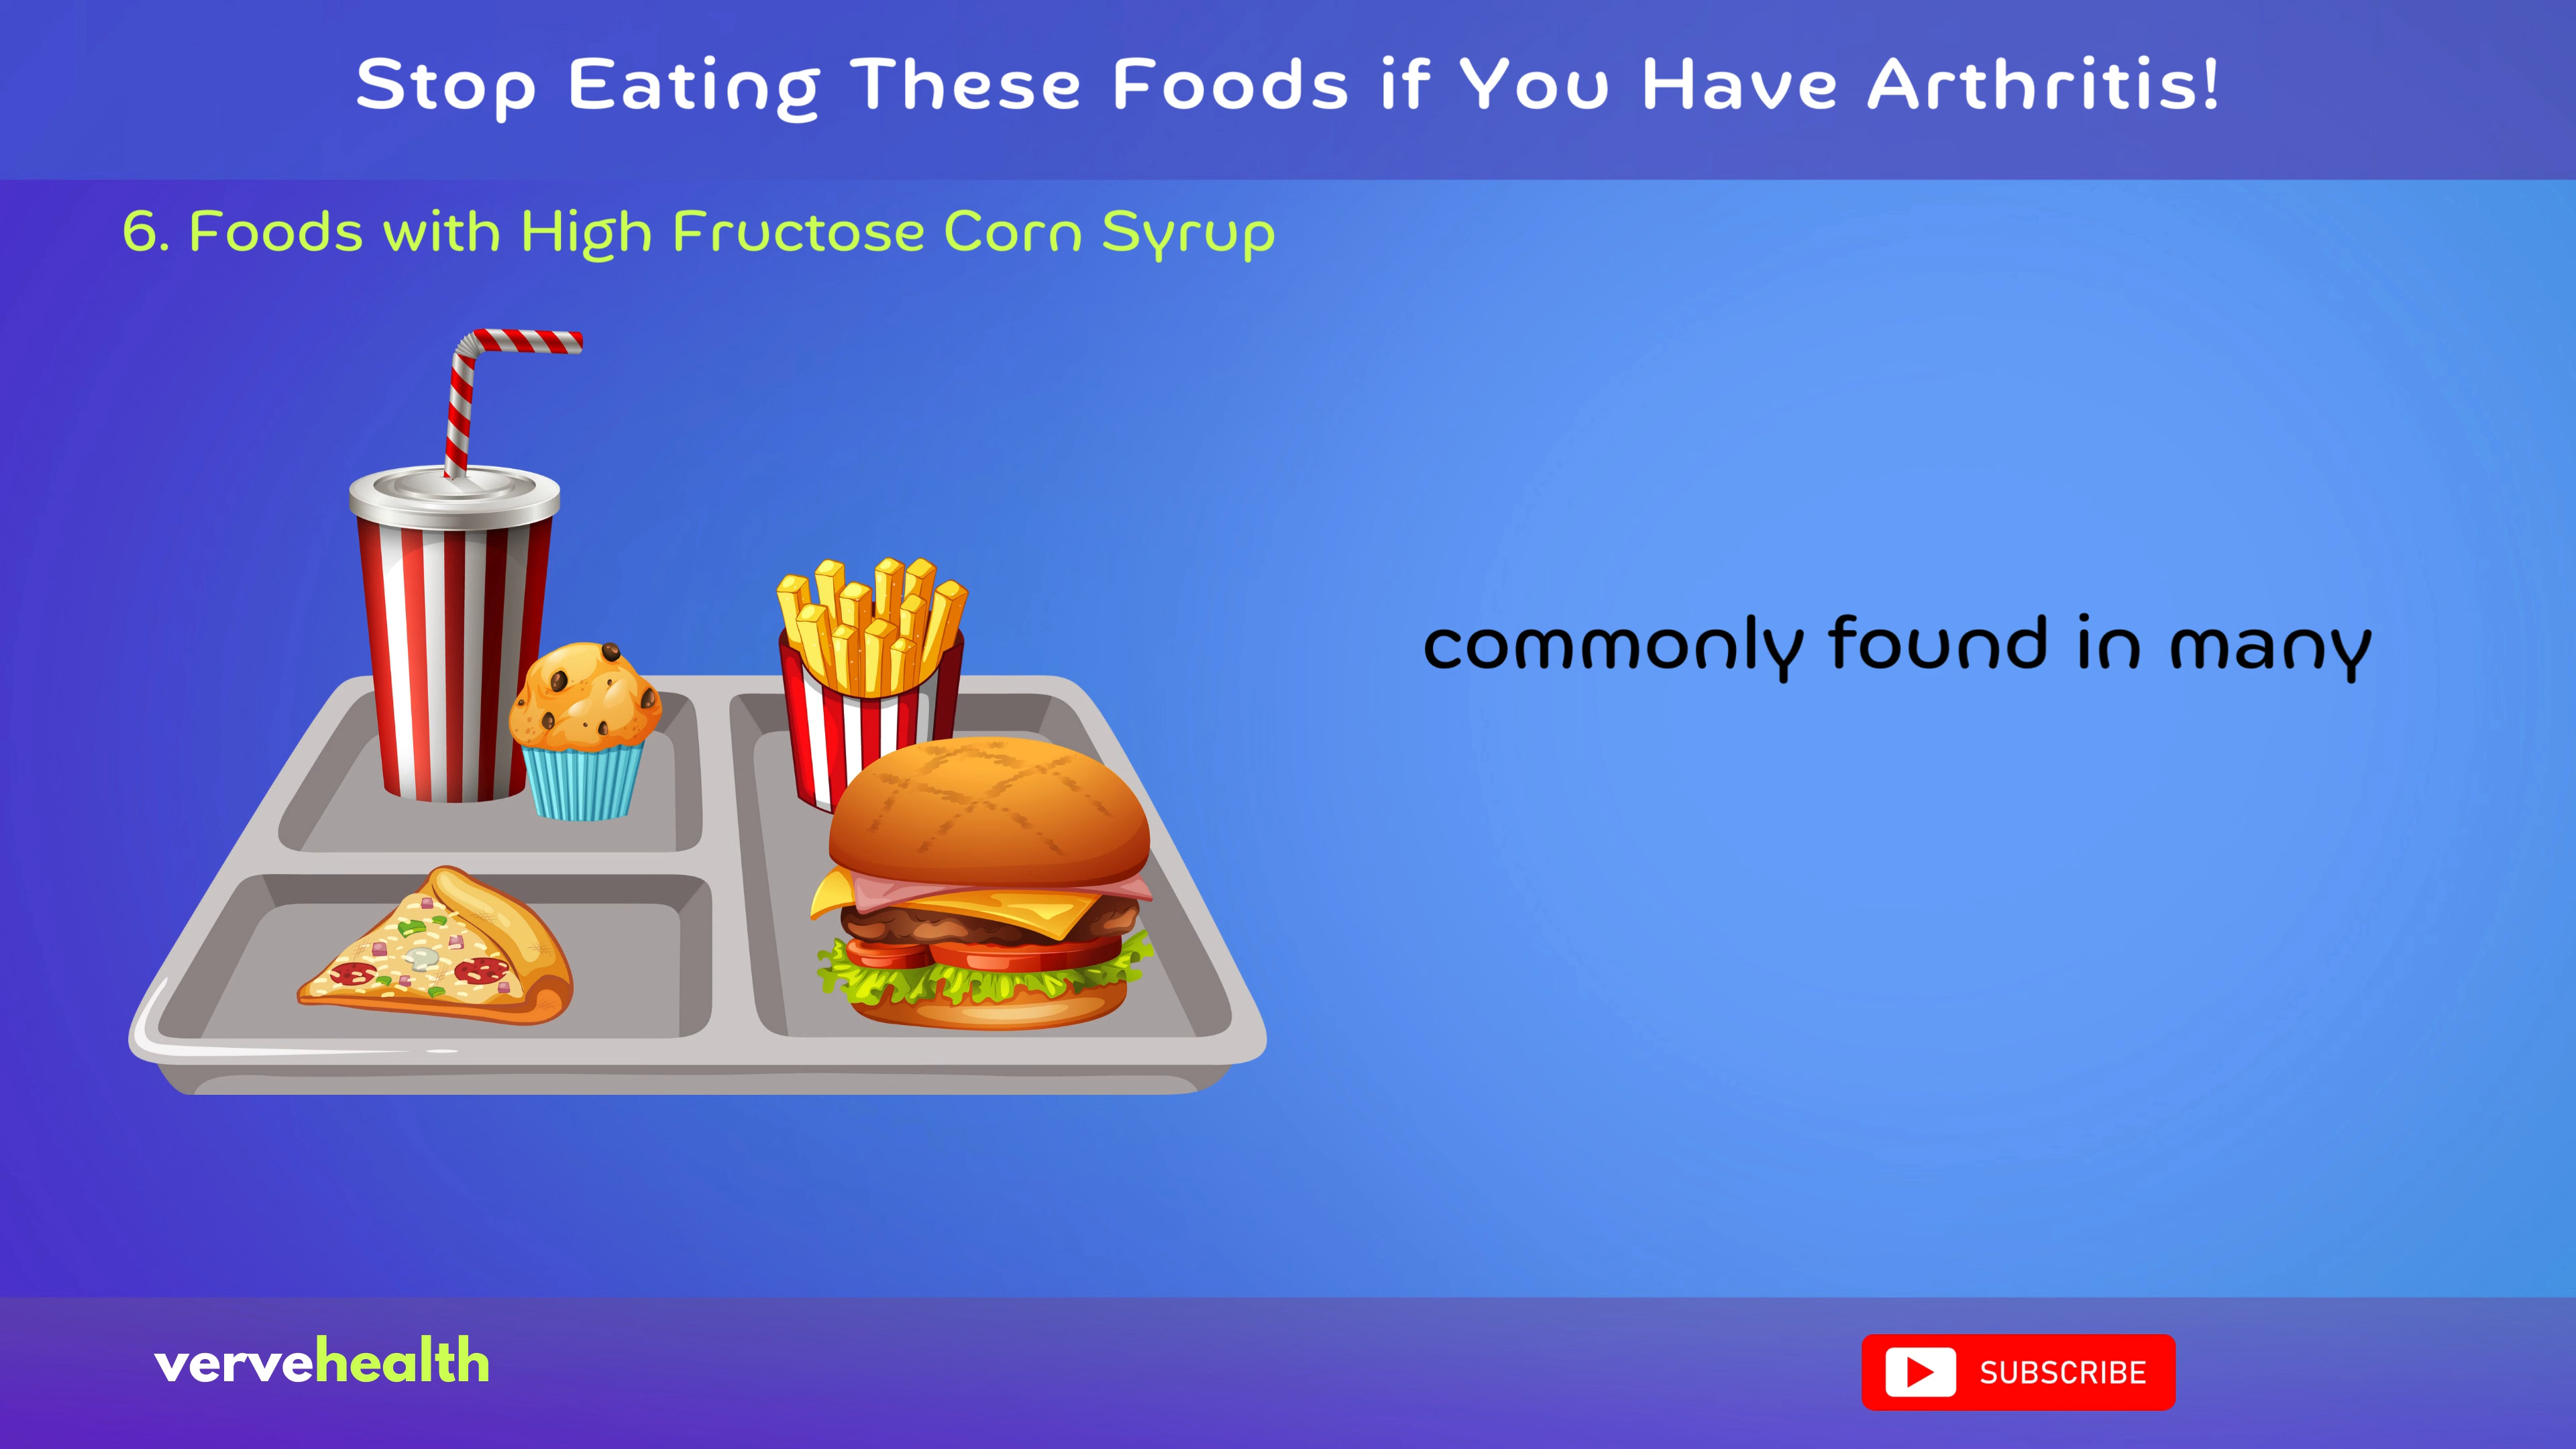 Stop Eating These Foods if You Have Arthritis!
6. Foods with High Fructose Corn Syrup
commonly found in many
vervehealth
SUBSCRIBE